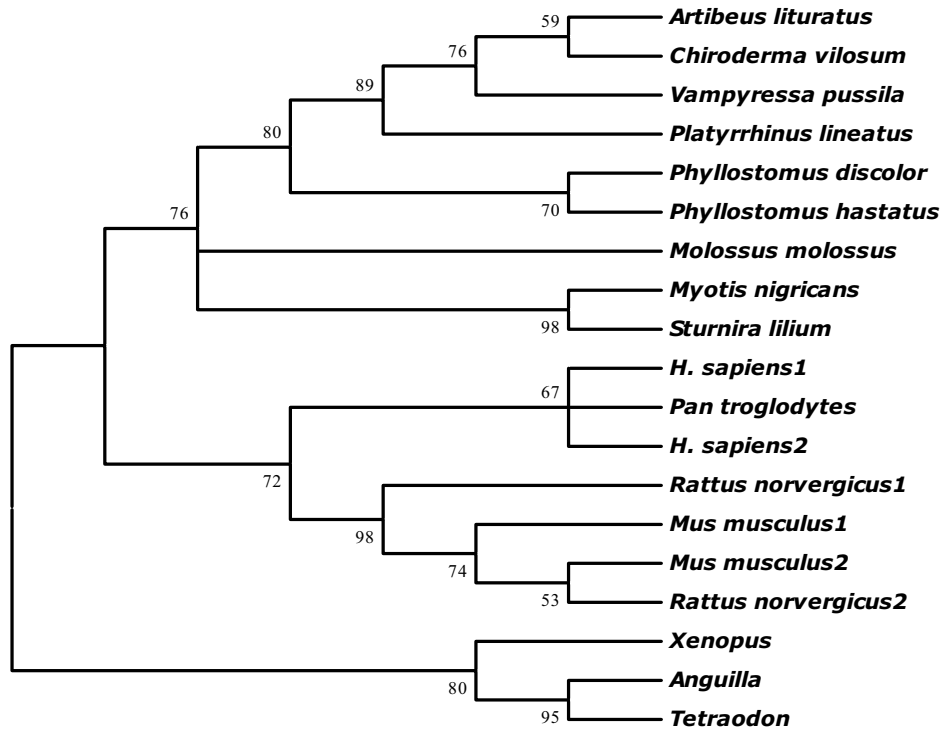 Artibeus lituratus
59
Chiroderma vilosum
76
Vampyressa pussila
89
Platyrrhinus lineatus
80
Phyllostomus discolor
70
Phyllostomus hastatus
76
Molossus molossus
Myotis nigricans
98
Sturnira lilium
H. sapiens1
67
Pan troglodytes
H. sapiens2
72
Rattus norvergicus1
98
Mus musculus1
74
Mus musculus2
53
Rattus norvergicus2
Xenopus
80
Anguilla
95
Tetraodon